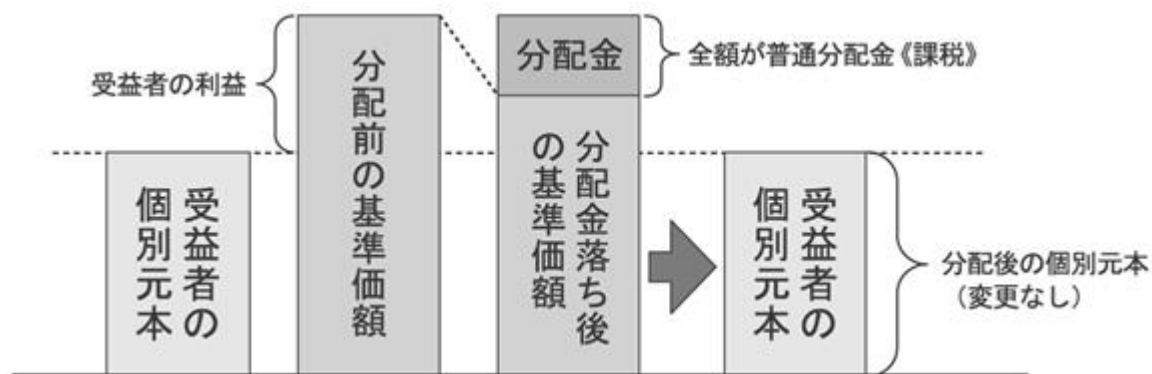 受益者の利益
受益者の
個別元本
分配前の基準価額
分配金
全額が普通分配金《課税》
分配金落ち後
の基準価額
受益者の
個別元本
分配後の個別元本
（変更なし）